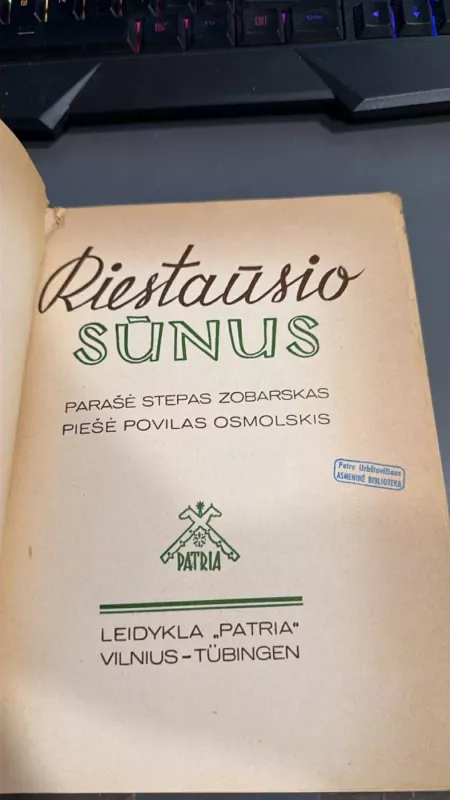 Riestaūsio
SŪNUS
PARAŠĖ STEPAS ZOBARSKAS
PIEŠĖ POVILAS OSMOLSKIS
Petro Urbštavičiaus
ASMENINĖ BIBLIOTEKA
PATRIA
LEIDYKLA „PATRIA“
VILNIUS–TÜBINGEN